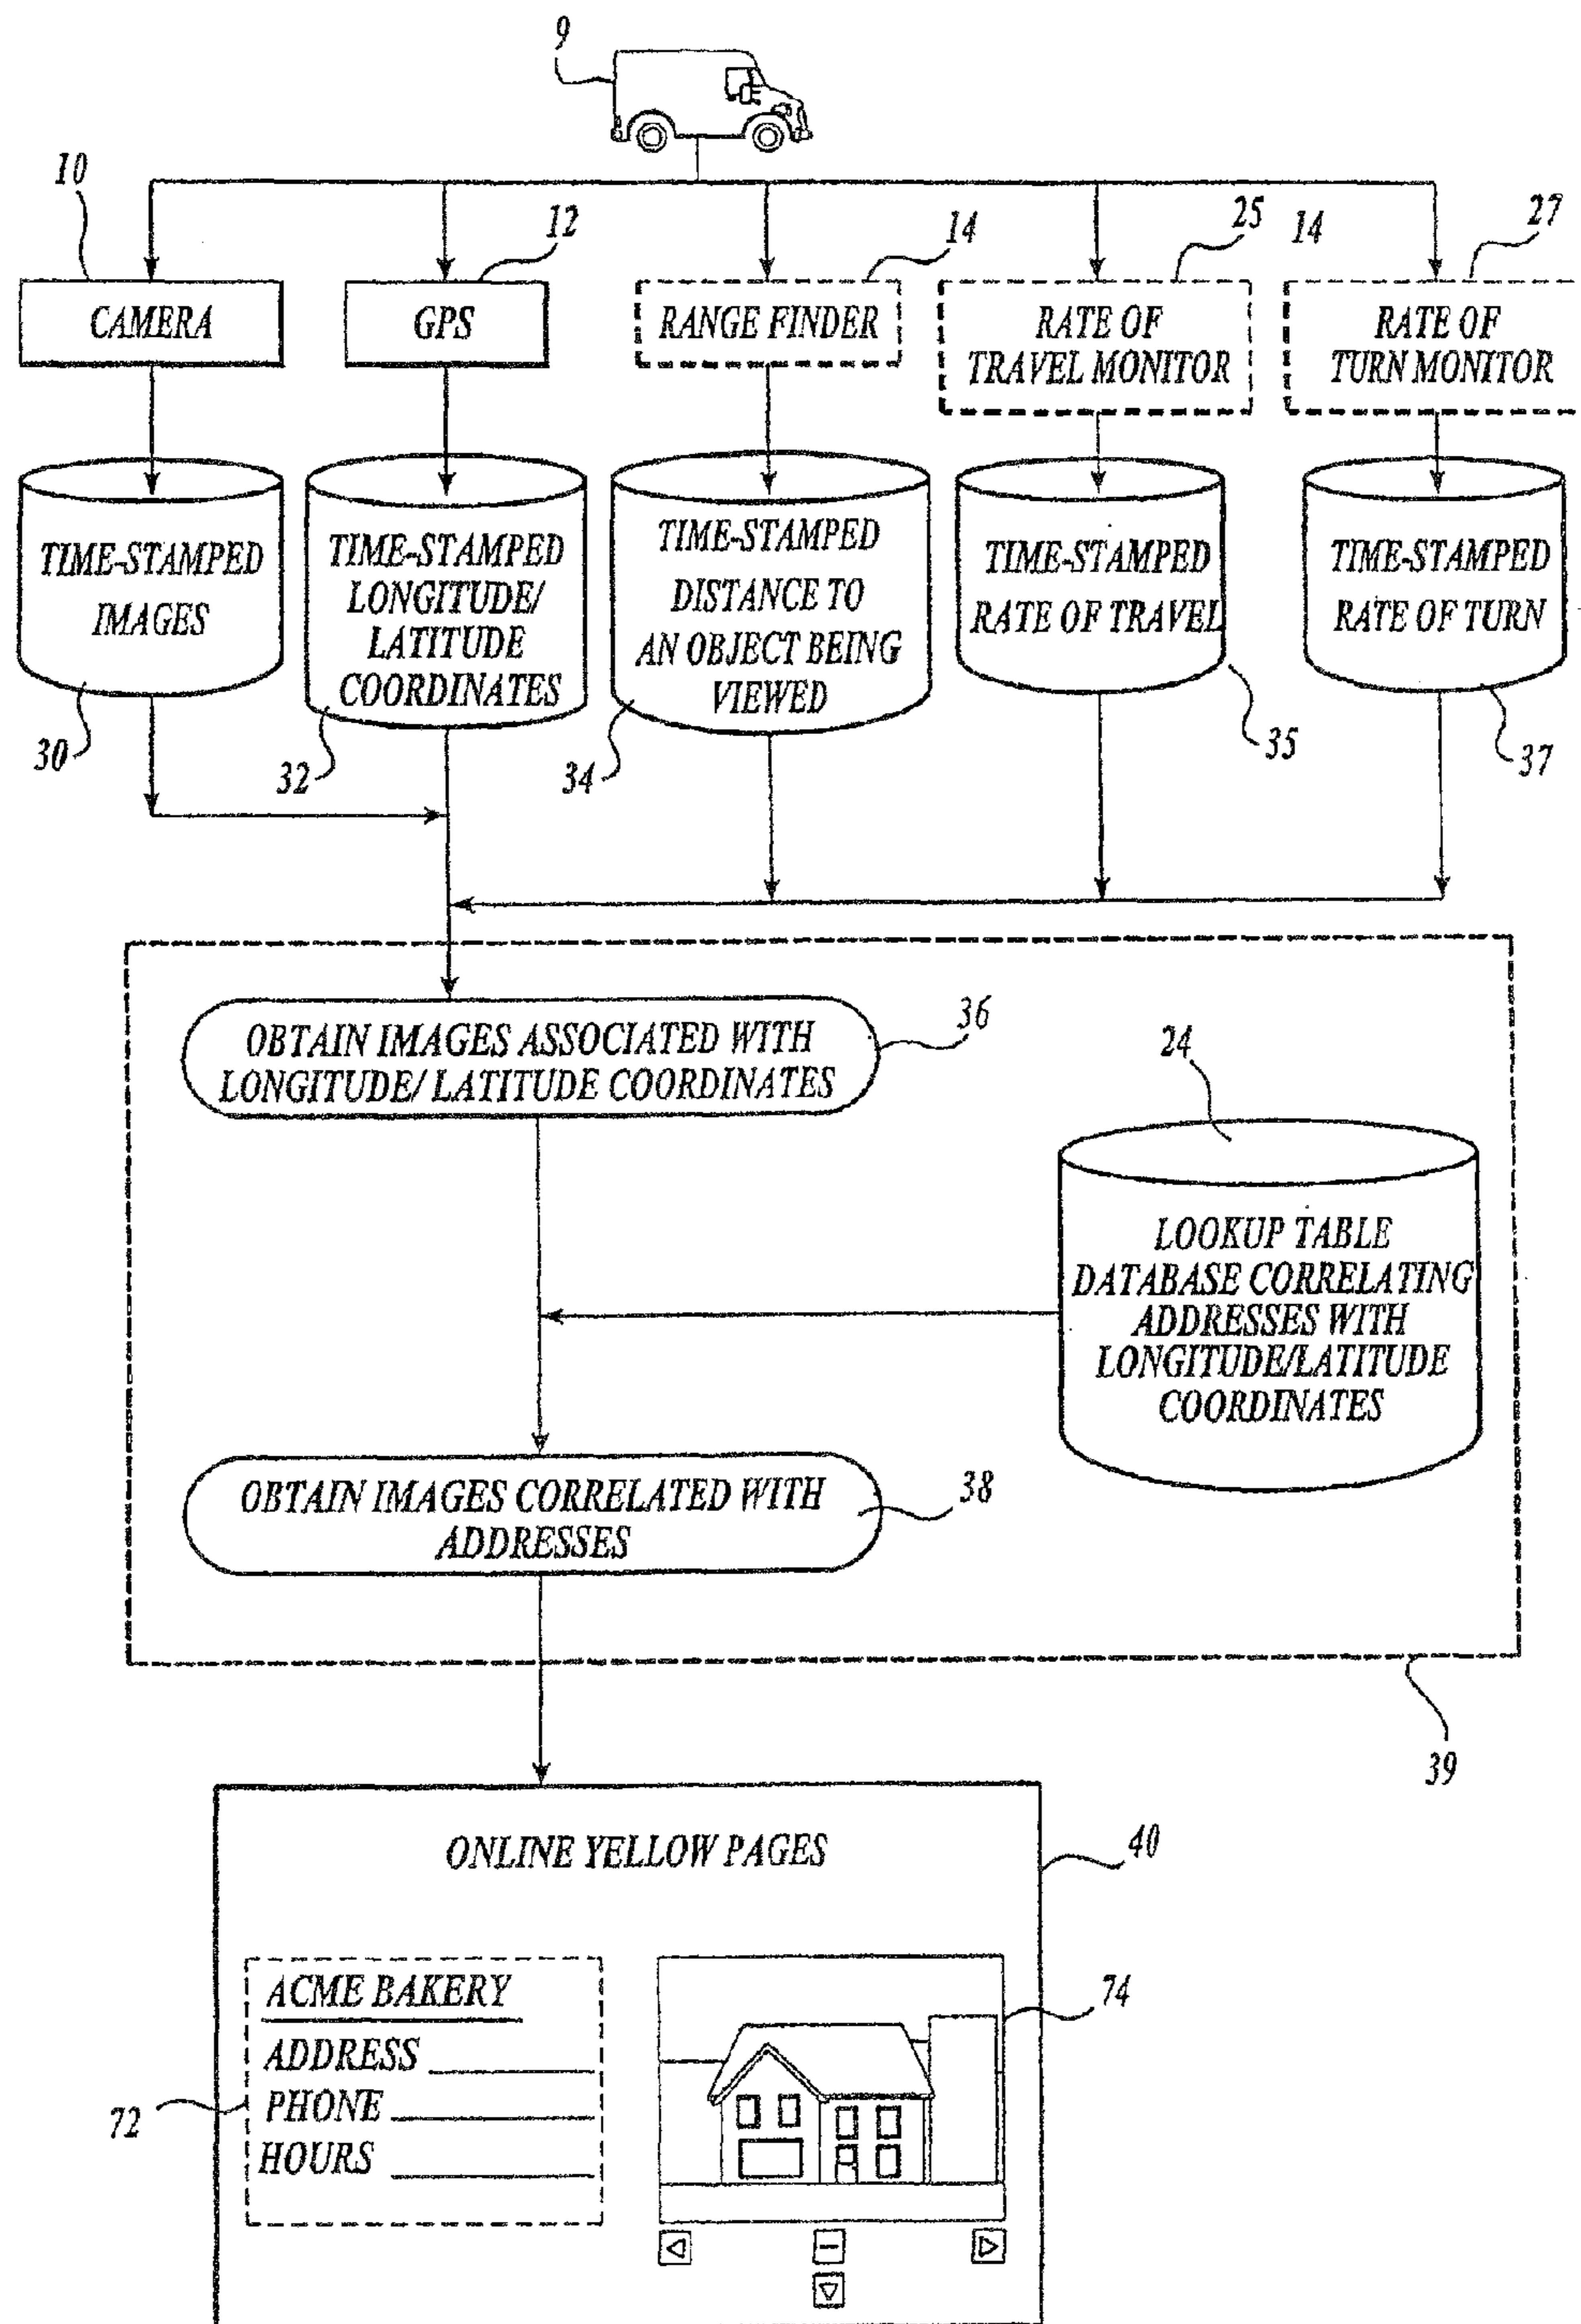 9
10
12
14
25
14
27
CAMERA
GPS
RANGE FINDER
RATE OF
TRAVEL MONITOR
RATE OF
TURN MONITOR
TIME-STAMPED
IMAGES
TIME-STAMPED
LONGITUDE/
LATITUDE
COORDINATES
TIME-STAMPED
DISTANCE TO
AN OBJECT BEING
VIEWED
TIME-STAMPED
RATE OF TRAVEL
TIME-STAMPED
RATE OF TURN
30
32
34
35
37
OBTAIN IMAGES ASSOCIATED WITH
LONGITUDE/ LATITUDE COORDINATES
36
24
LOOKUP TABLE
DATABASE CORRELATING
ADDRESSES WITH
LONGITUDE/LATITUDE
COORDINATES
OBTAIN IMAGES CORRELATED WITH
ADDRESSES
38
39
ONLINE YELLOW PAGES
40
ACME BAKERY
ADDRESS
PHONE
HOURS
72
74